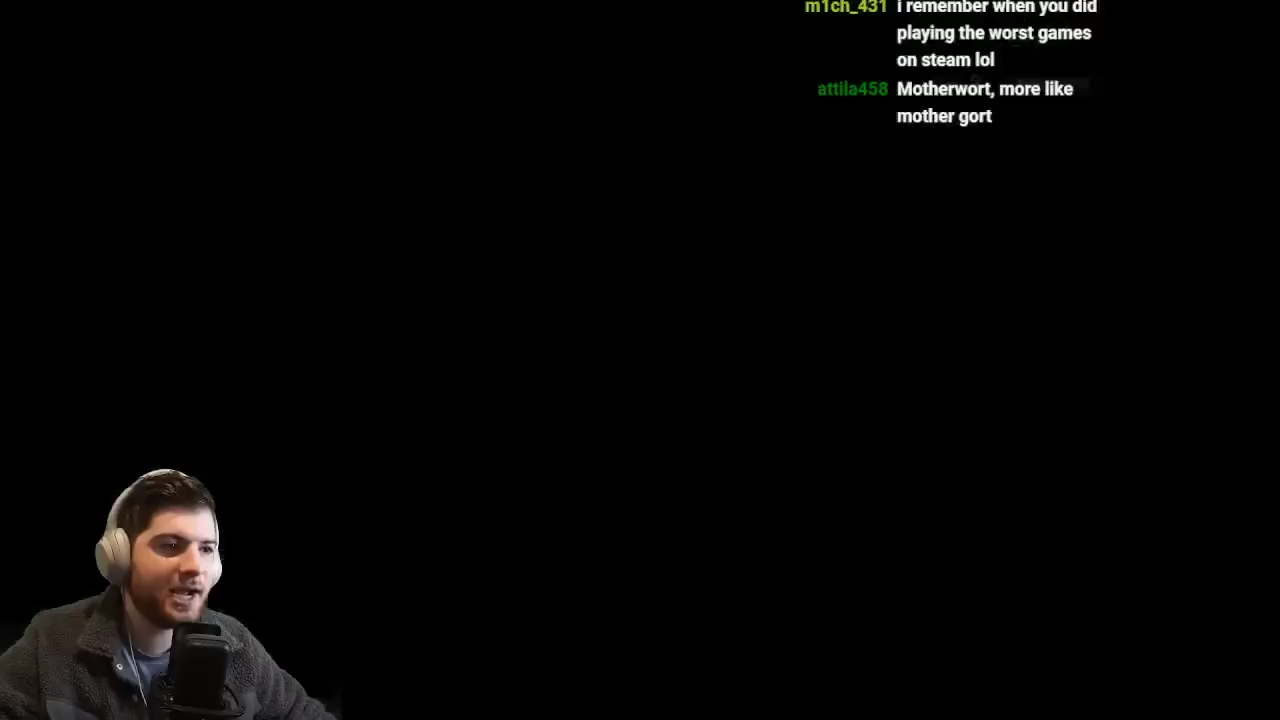 m1ch_431 i remember when you did
playing the worst games
on steam lol
attila458 Motherwort, more like
mother gort